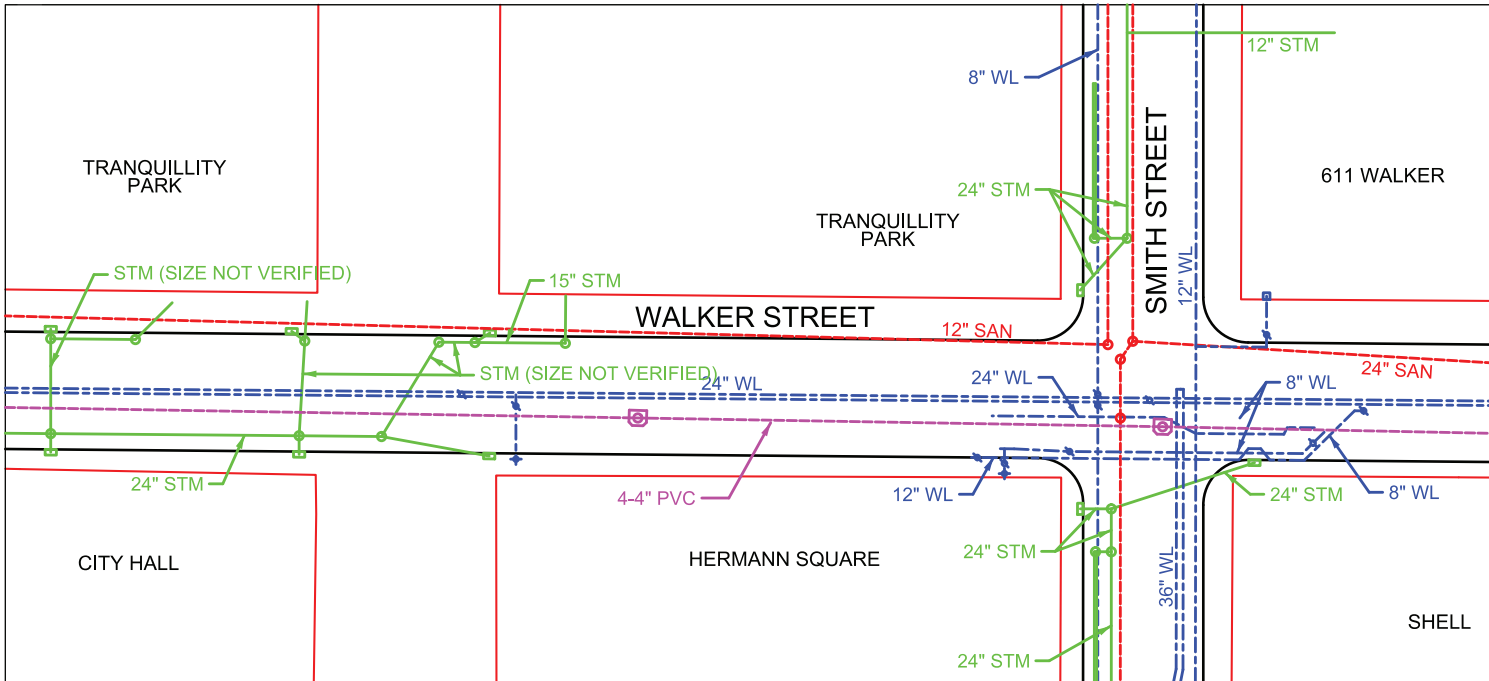 12" STM
8" WL
SMITH STREET
TRANQUILLITY
PARK
611 WALKER
24" STM
TRANQUILLITY
PARK
12" WL
STM (SIZE NOT VERIFIED)
15" STM
WALKER STREET
12" SAN
24" SAN
STM (SIZE NOT VERIFIED)
24" WL
24" WL
8" WL
24" STM
4-4" PVC
12" WL
24" STM
8" WL
CITY HALL
HERMANN SQUARE
24" STM
36" WL
SHELL
24" STM